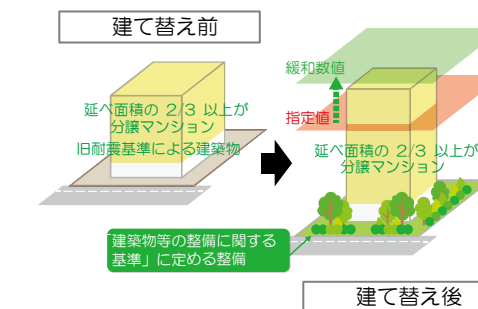 建て替え前
延べ面積の 2/3 以上が
分譲マンション
旧耐震基準による建築物
緩和数値
指定値
延べ面積の 2/3 以上が
分譲マンション
建築物等の整備に関する
基準」に定める整備
建て替え後